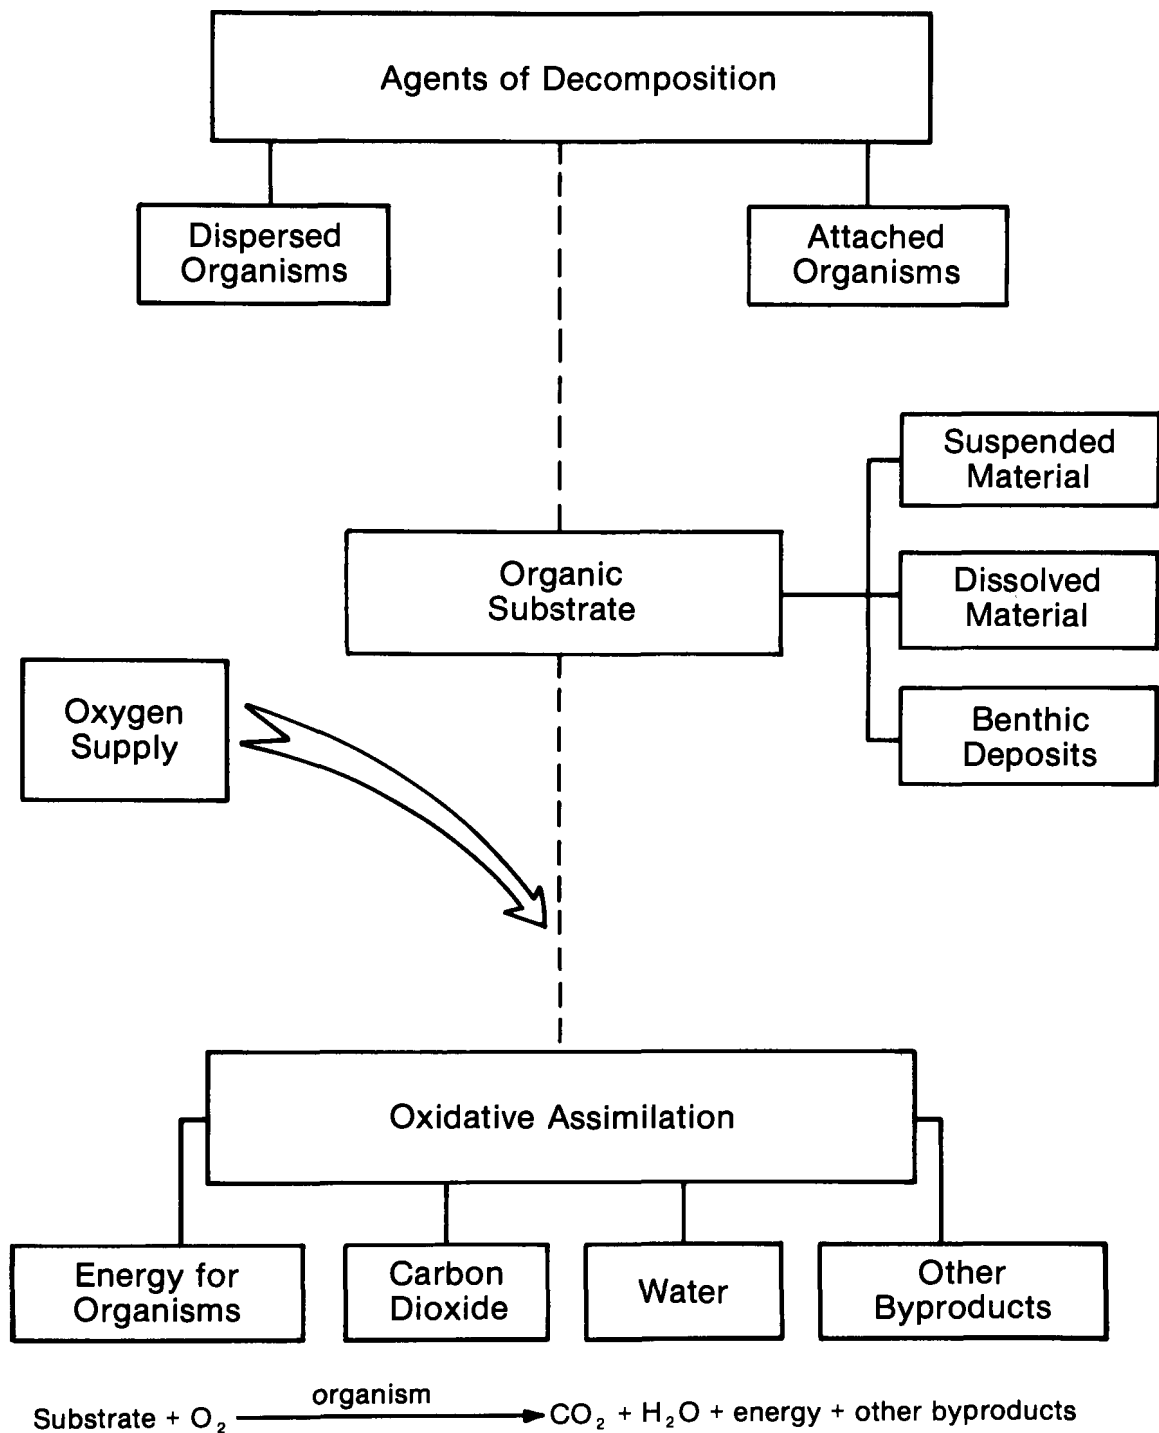 Agents of Decomposition
Dispersed
Organisms
Attached
Organisms
Suspended
Material
Organic
Substrate
Dissolved
Material
Oxygen
Supply
Benthic
Deposits
Oxidative Assimilation
Energy for
Organisms
Carbon
Dioxide
Water
Other
Byproducts
organism
Substrate + O₂ → CO₂ + H₂O + energy + other byproducts